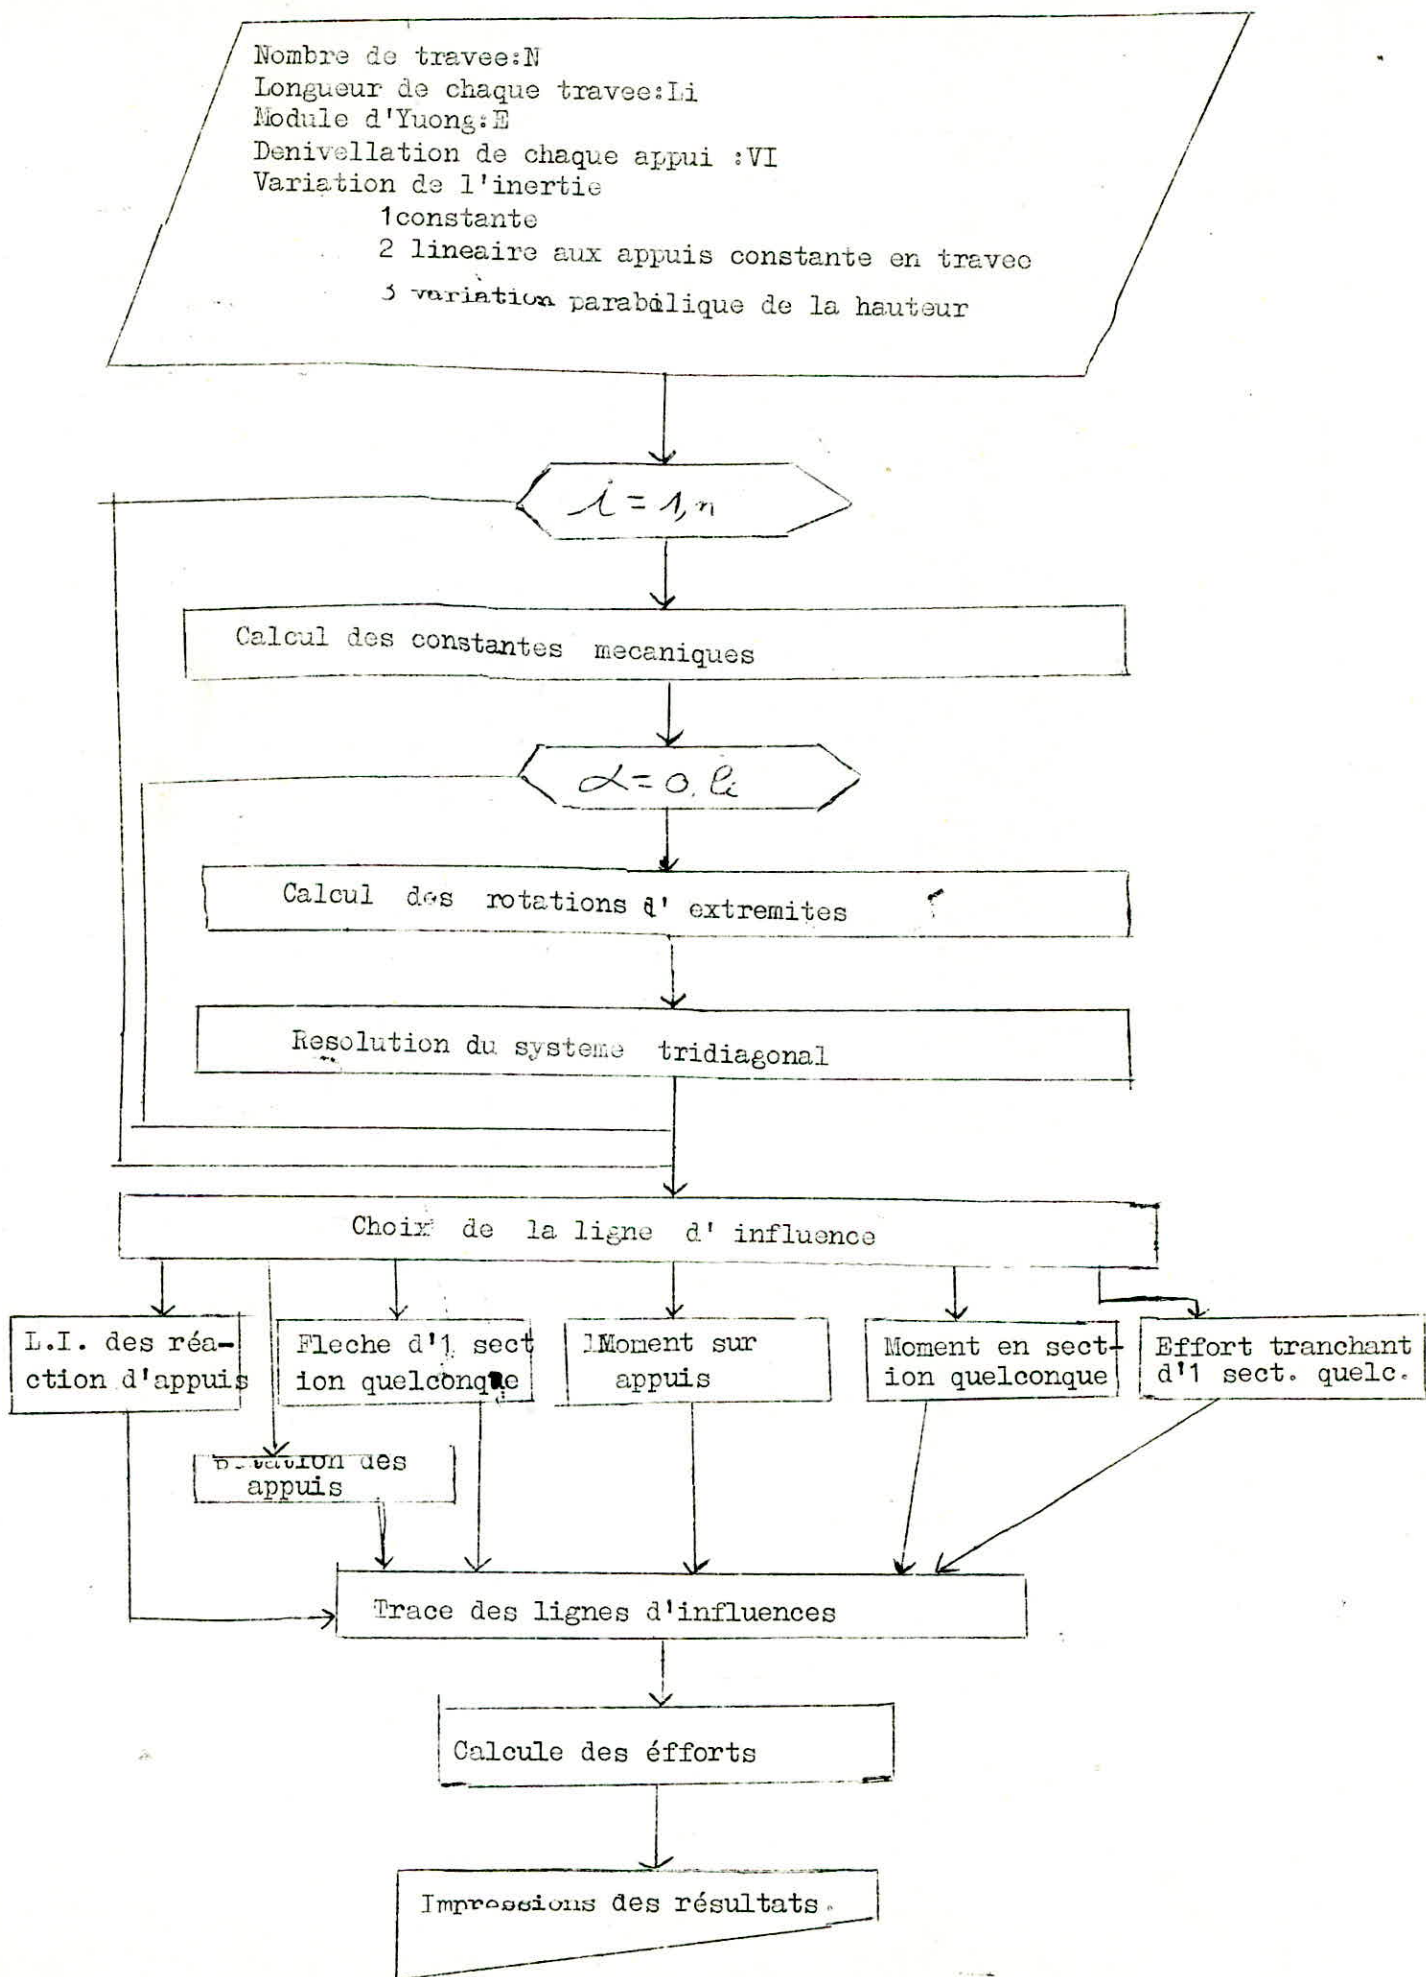 Nombre de travee:N
Longueur de chaque travee:Li
Module d'Yuong:E
Denivellation de chaque appui :VI
Variation de l'inertie
1constante
2 lineaire aux appuis constante en travee
3 variation parabolique de la hauteur
i = 1,n
Calcul des constantes mecaniques
α = 0, li
Calcul des rotations d' extremites
Resolution du systeme tridiagonal
Choix de la ligne d' influence
L.I. des réa-
ction d'appuis
Fleche d'1 sect
ion quelconque
Moment sur
appuis
Moment en sect-
ion quelconque
Effort tranchant
d'1 sect. quelc.
des
appuis
Trace des lignes d'influences
Calcule des éfforts
Impressions des résultats.